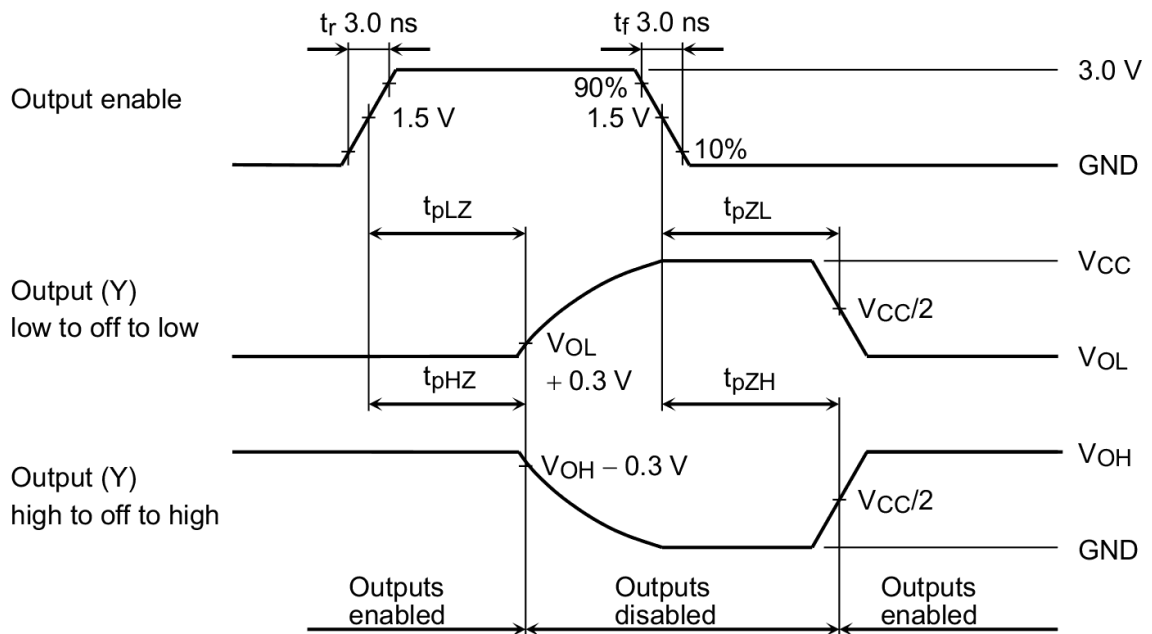 tr 3.0 ns
tf 3.0 ns
Output enable
90%
3.0 V
1.5 V
1.5 V
10%
GND
tpLZ
tpZL
Output (Y)
low to off to low
VCC
VCC/2
VOL
+ 0.3 V
VOL
tpHZ
tpZH
Output (Y)
high to off to high
VOH − 0.3 V
VOH
VCC/2
GND
Outputs
enabled
Outputs
disabled
Outputs
enabled